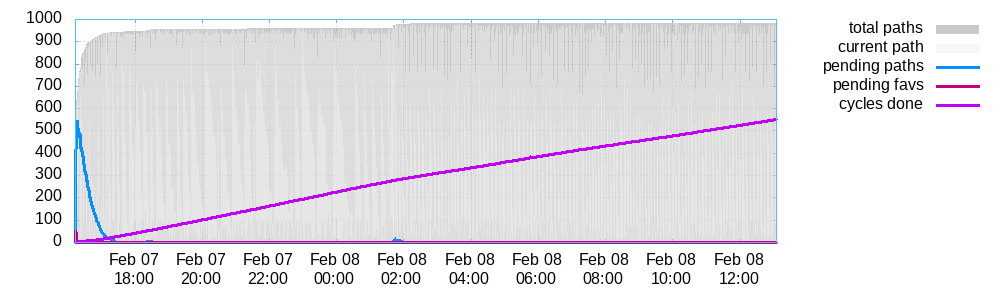 1000
900
800
700
600
500
400
300
200
100
0
Feb 07 Feb 07 Feb 07 Feb 08 Feb 08 Feb 08 Feb 08 Feb 08 Feb 08 Feb 08
18:00 20:00 22:00 00:00 02:00 04:00 06:00 08:00 10:00 12:00
total paths
current path
pending paths
pending favs
cycles done